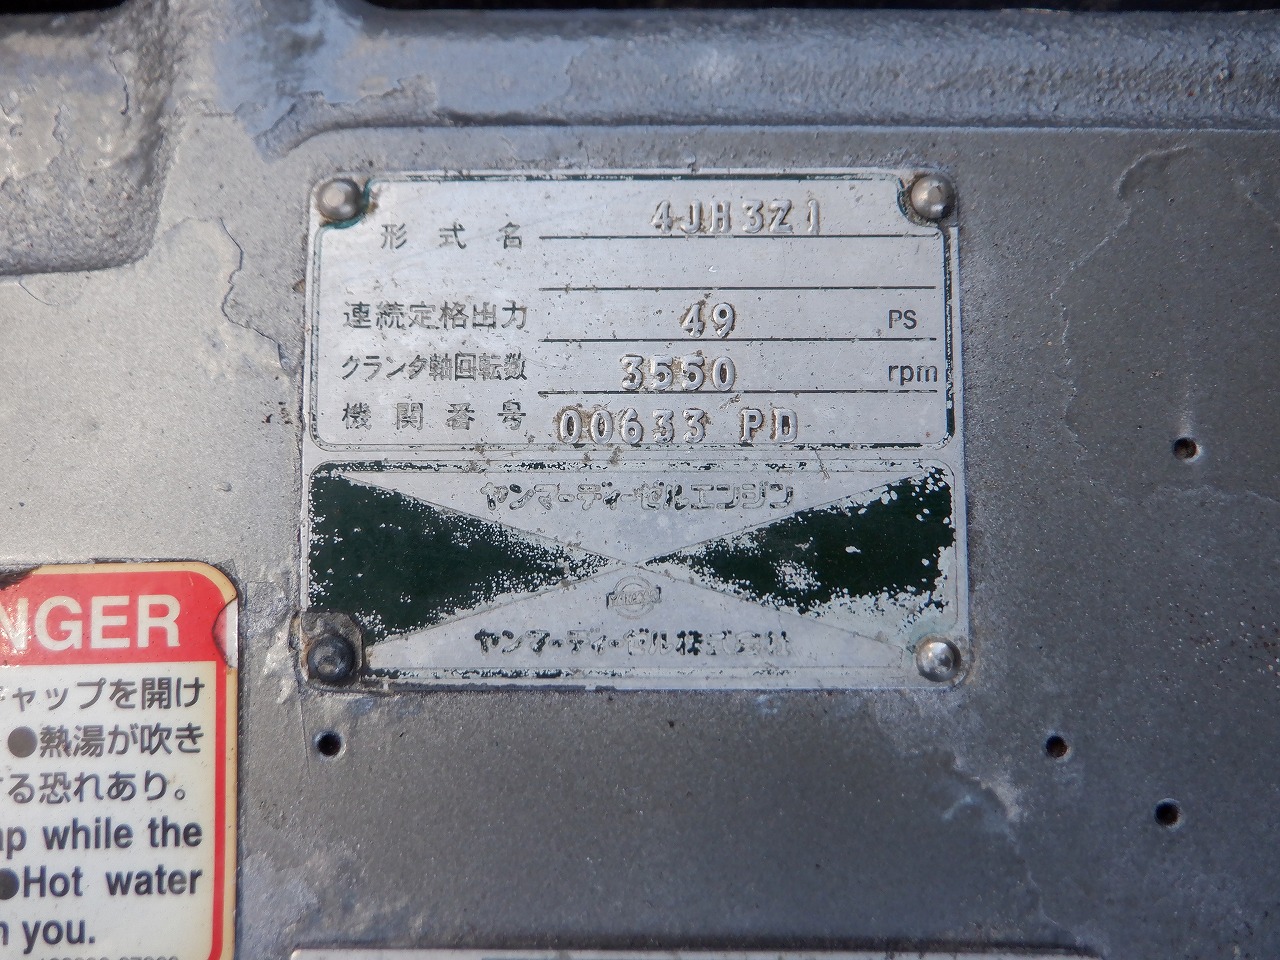 形式名 4JH3Z1
連続定格出力 49 PS
クランク軸回転数 3550 rpm
機関番号 00633 PD
ヤンマーディーゼルエンジン
ヤンマーディーゼル株式会社
NGER
キャップを開け
●熱湯が吹き
する恐れあり。
ap while the
●Hot water
n you.